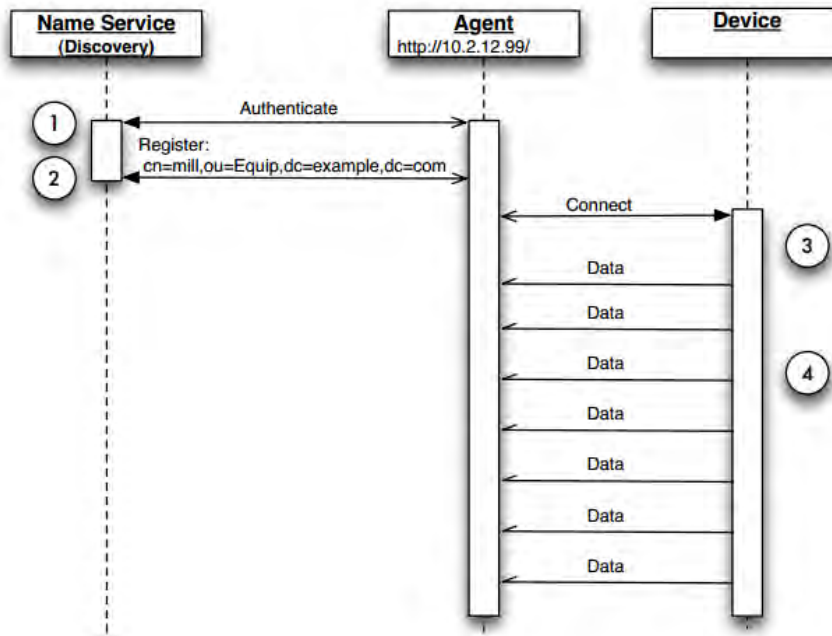 Name Service
(Discovery)
Agent
http://10.2.12.99/
Device
1
Authenticate
Register:
cn=mill,ou=Equip,dc=example,dc=com
2
Connect
3
Data
Data
Data
4
Data
Data
Data
Data